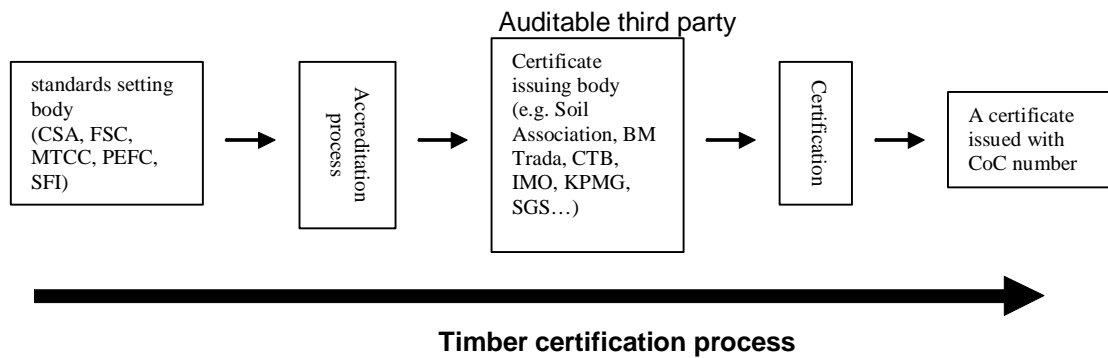 Auditable third party
standards setting
body
(CSA, FSC,
MTCC, PEFC,
SFI)
Accreditation
process
Certificate
issuing body
(e.g. Soil
Association, BM
Trada, CTB,
IMO, KPMG,
SGS…)
Certification
A certificate
issued with
CoC number
Timber certification process